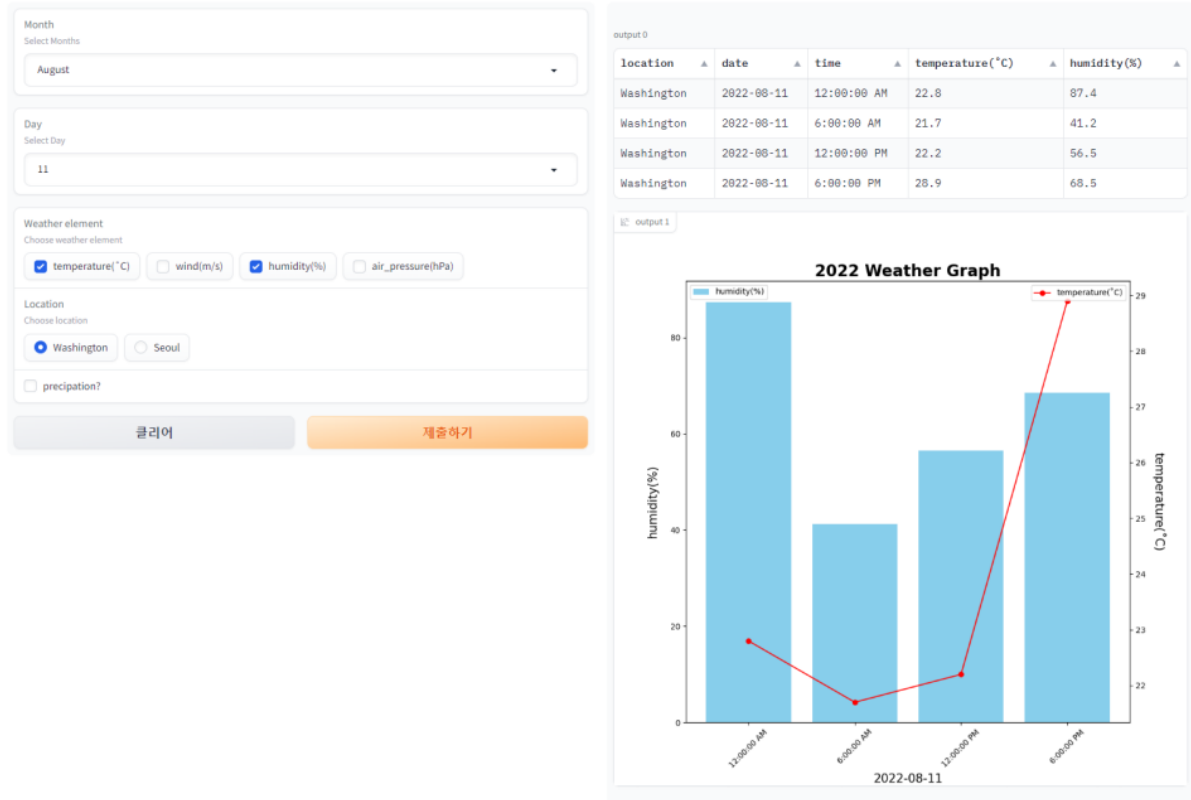 Month
Select Months
August
Day
Select Day
11
Weather element
Choose weather element
temperature(˚C) wind(m/s) humidity(%) air_pressure(hPa)
Location
Choose location
Washington Seoul
precipation?
클리어 제출하기
output 0
location date time temperature(˚C) humidity(%)
Washington 2022-08-11 12:00:00 AM 22.8 87.4
Washington 2022-08-11 6:00:00 AM 21.7 41.2
Washington 2022-08-11 12:00:00 PM 22.2 56.5
Washington 2022-08-11 6:00:00 PM 28.9 68.5
output 1
2022 Weather Graph
humidity(%) temperature(˚C)
humidity(%)
80
60
40
20
0
29
28
27
26
25
24
23
22
temperature(˚C)
12:00:00 AM 6:00:00 AM 12:00:00 PM 6:00:00 PM
2022-08-11